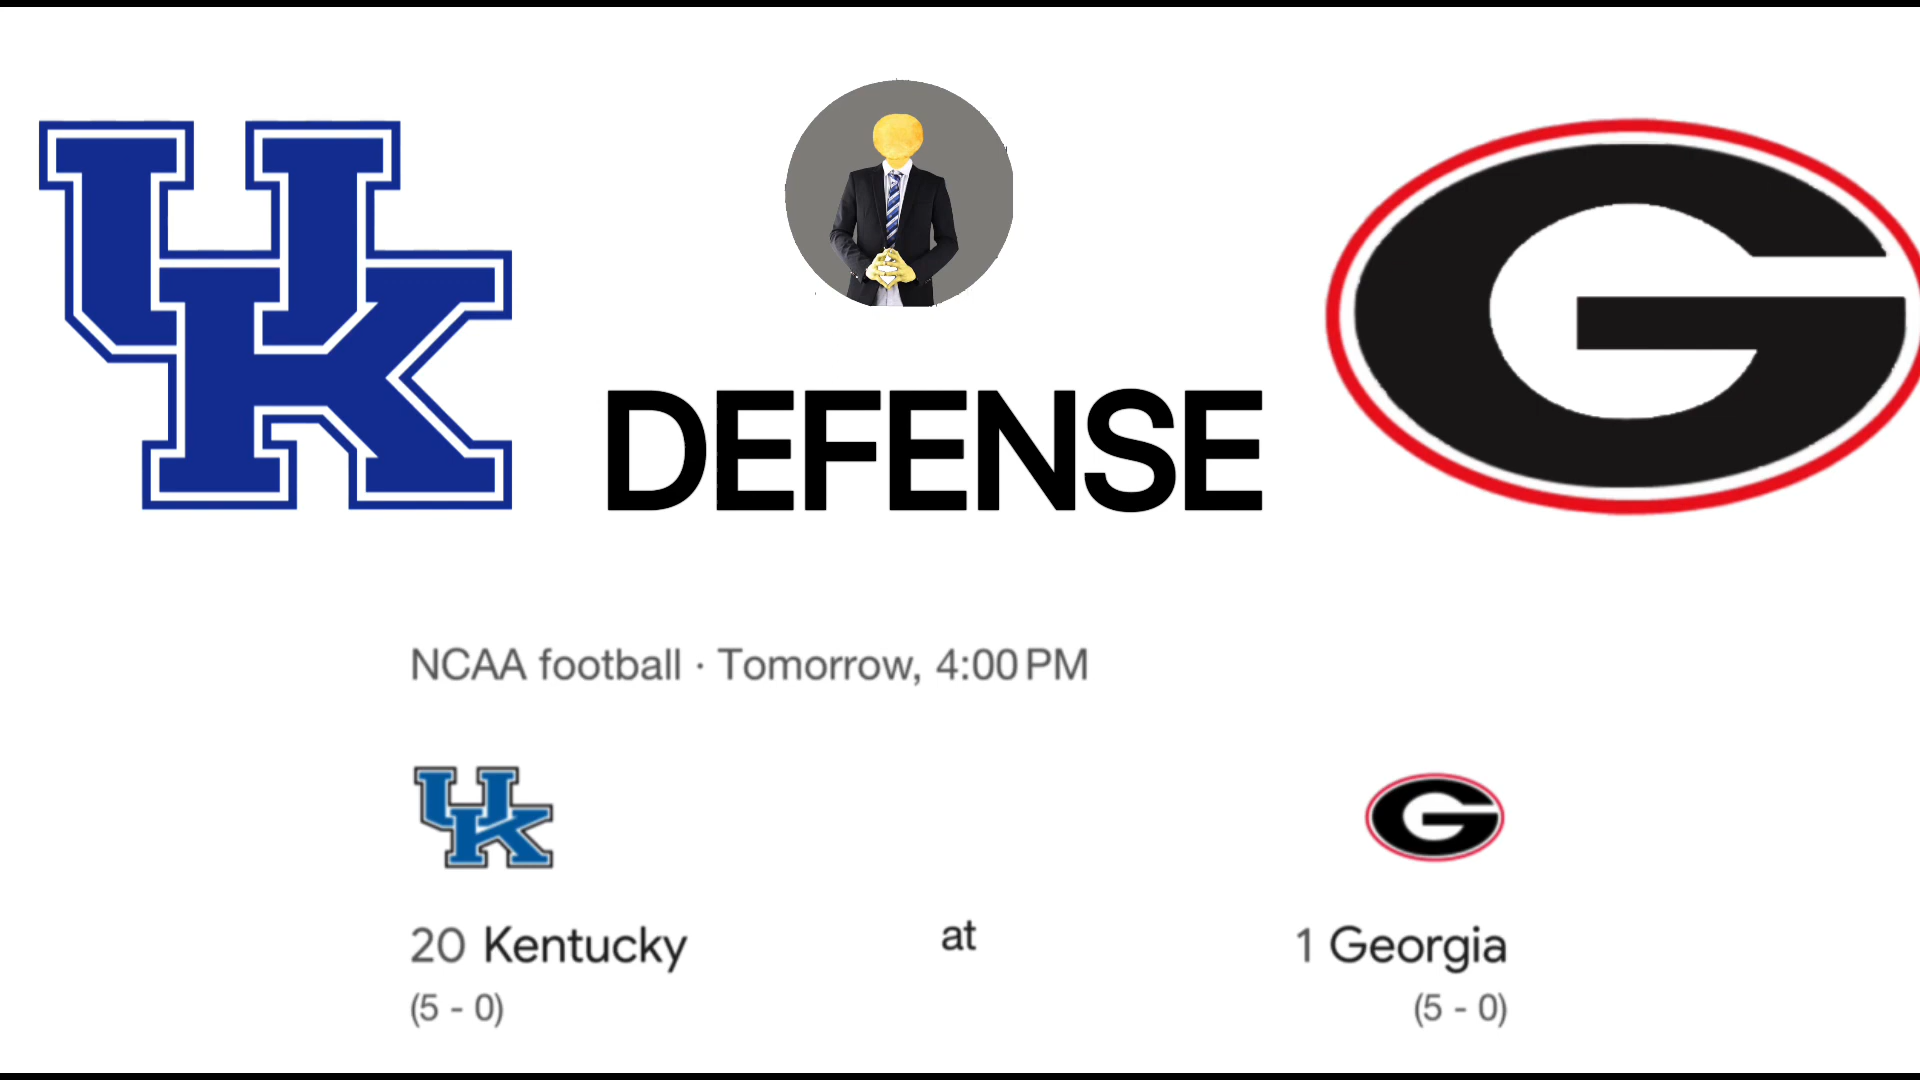 UK
G
DEFENSE
NCAA football · Tomorrow, 4:00 PM
UK
G
20 Kentucky at 1 Georgia
(5 - 0) (5 - 0)